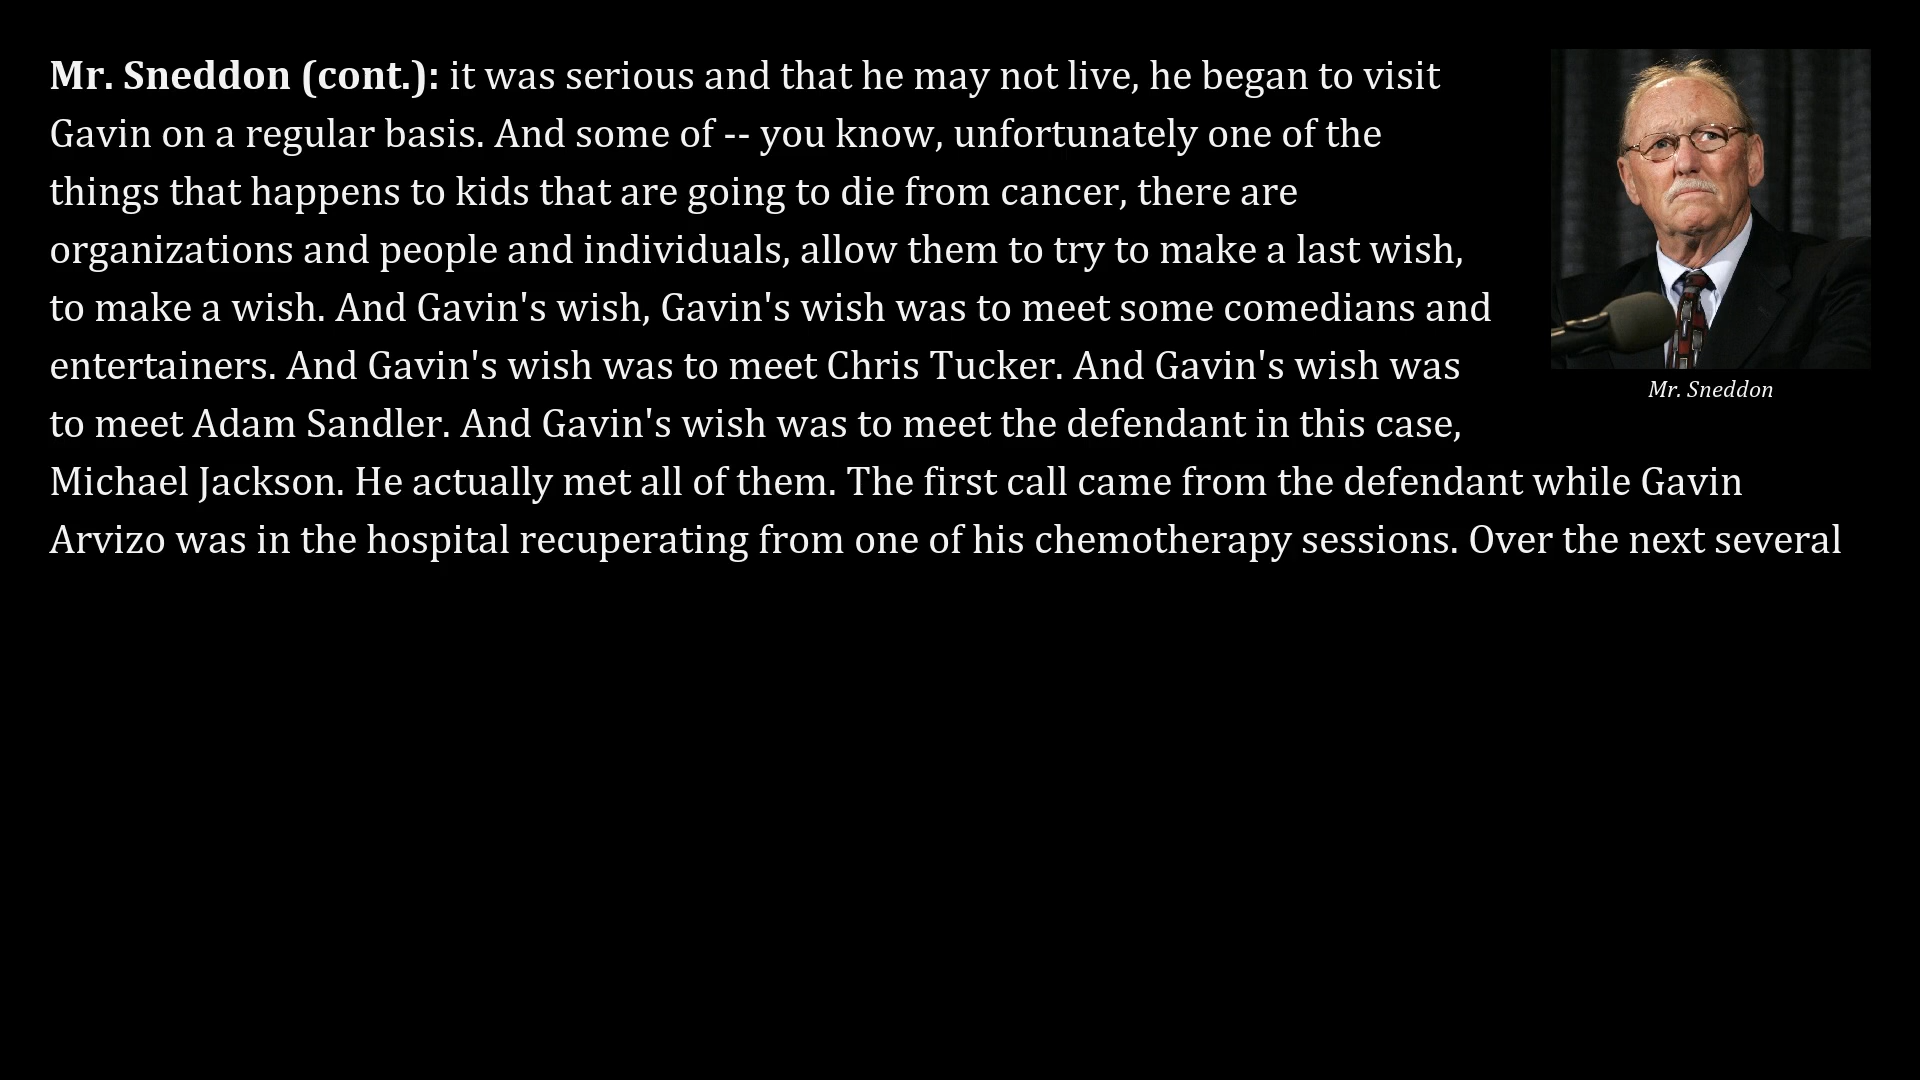 Mr. Sneddon (cont.): it was serious and that he may not live, he began to visit
Gavin on a regular basis. And some of -- you know, unfortunately one of the
things that happens to kids that are going to die from cancer, there are
organizations and people and individuals, allow them to try to make a last wish,
to make a wish. And Gavin's wish, Gavin's wish was to meet some comedians and
entertainers. And Gavin's wish was to meet Chris Tucker. And Gavin's wish was
to meet Adam Sandler. And Gavin's wish was to meet the defendant in this case,
Michael Jackson. He actually met all of them. The first call came from the defendant while Gavin
Arvizo was in the hospital recuperating from one of his chemotherapy sessions. Over the next several
Mr. Sneddon